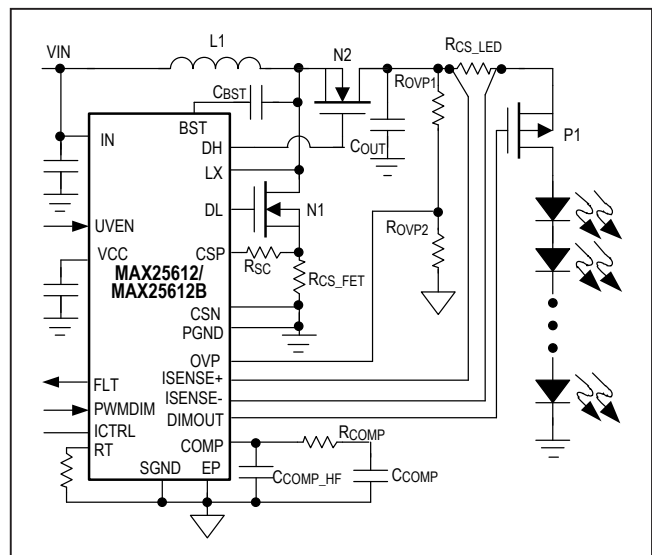 VIN
L1
N2
RCS_LED
CBST
ROVP1
BST
IN
DH
COUT
P1
LX
DL
N1
UVEN
ROVP2
VCC
CSP
RSC
MAX25612/
MAX25612B
RCS_FET
CSN
PGND
OVP
FLT
ISENSE+
ISENSE-
PWMDIM
DIMOUT
ICTRL
RCOMP
COMP
RT
SGND
EP
CCOMP_HF
CCOMP